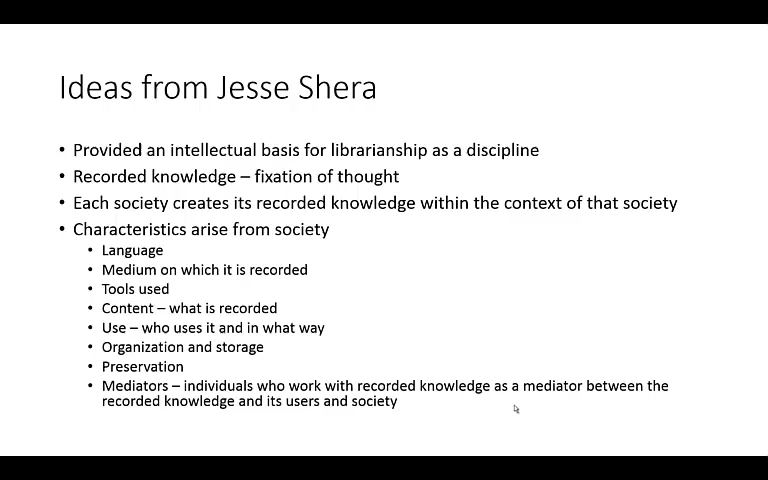 Ideas from Jesse Shera
• Provided an intellectual basis for librarianship as a discipline
• Recorded knowledge – fixation of thought
• Each society creates its recorded knowledge within the context of that society
• Characteristics arise from society
• Language
• Medium on which it is recorded
• Tools used
• Content – what is recorded
• Use – who uses it and in what way
• Organization and storage
• Preservation
• Mediators – individuals who work with recorded knowledge as a mediator between the
recorded knowledge and its users and society